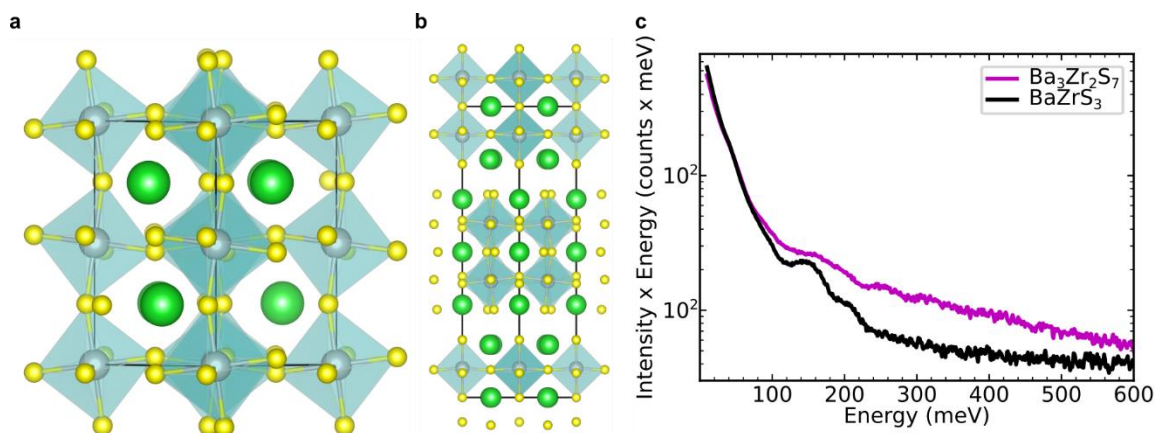 a
b
c
Ba₃Zr₂S₇
BaZrS₃
Intensity x Energy (counts x meV)
10²
10²
100 200 300 400 500 600
Energy (meV)